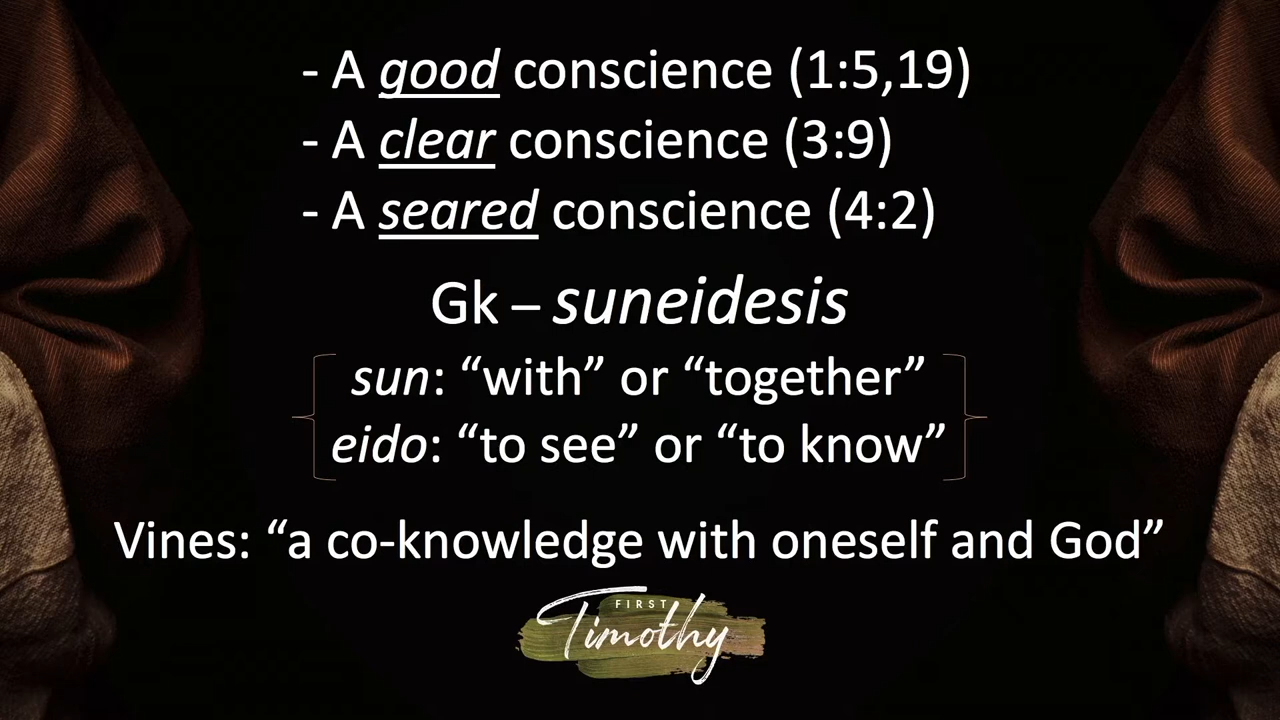 - A good conscience (1:5,19)
- A clear conscience (3:9)
- A seared conscience (4:2)
Gk – suneidesis
sun: “with” or “together”
eido: “to see” or “to know”
Vines: “a co-knowledge with oneself and God”
FIRST
Timothy